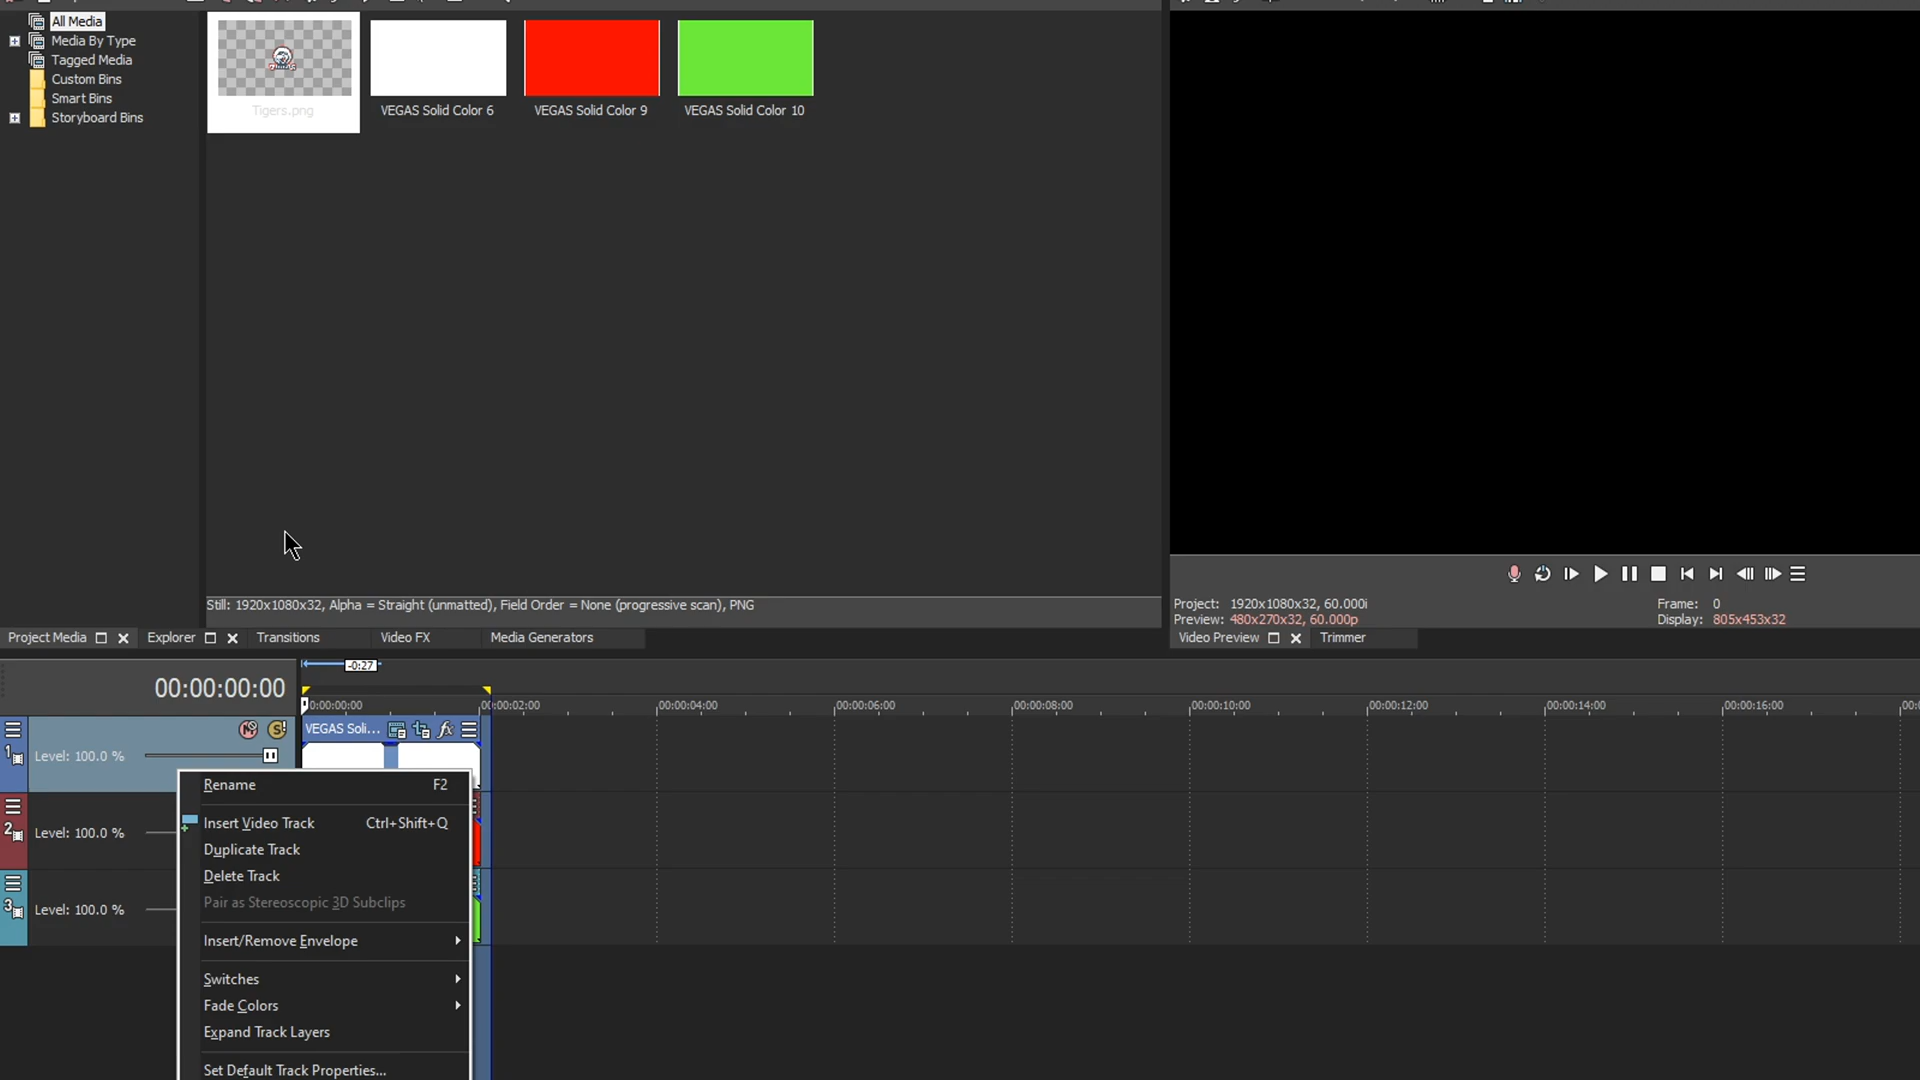 All Media
Media By Type
Tagged Media
Custom Bins
Smart Bins
Storyboard Bins
Tigers.png
VEGAS Solid Color 6
VEGAS Solid Color 9
VEGAS Solid Color 10
Still: 1920x1080x32, Alpha = Straight (unmatted), Field Order = None (progressive scan), PNG
Project: 1920x1080x32, 60.000i
Preview: 480x270x32, 60.000p
Frame: 0
Display: 805x453x32
Project Media
Explorer
Transitions
Video FX
Media Generators
Video Preview
Trimmer
-0:27
00:00:00:00
00:00:02:00
00:00:04:00
00:00:06:00
00:00:08:00
00:00:10:00
00:00:12:00
00:00:14:00
00:00:16:00
00:00:00:00
1
Level: 100.0 %
VEGAS Soli...
fx
2
Level: 100.0 %
3
Level: 100.0 %
Rename F2
Insert Video Track Ctrl+Shift+Q
Duplicate Track
Delete Track
Pair as Stereoscopic 3D Subclips
Insert/Remove Envelope
Switches
Fade Colors
Expand Track Layers
Set Default Track Properties...